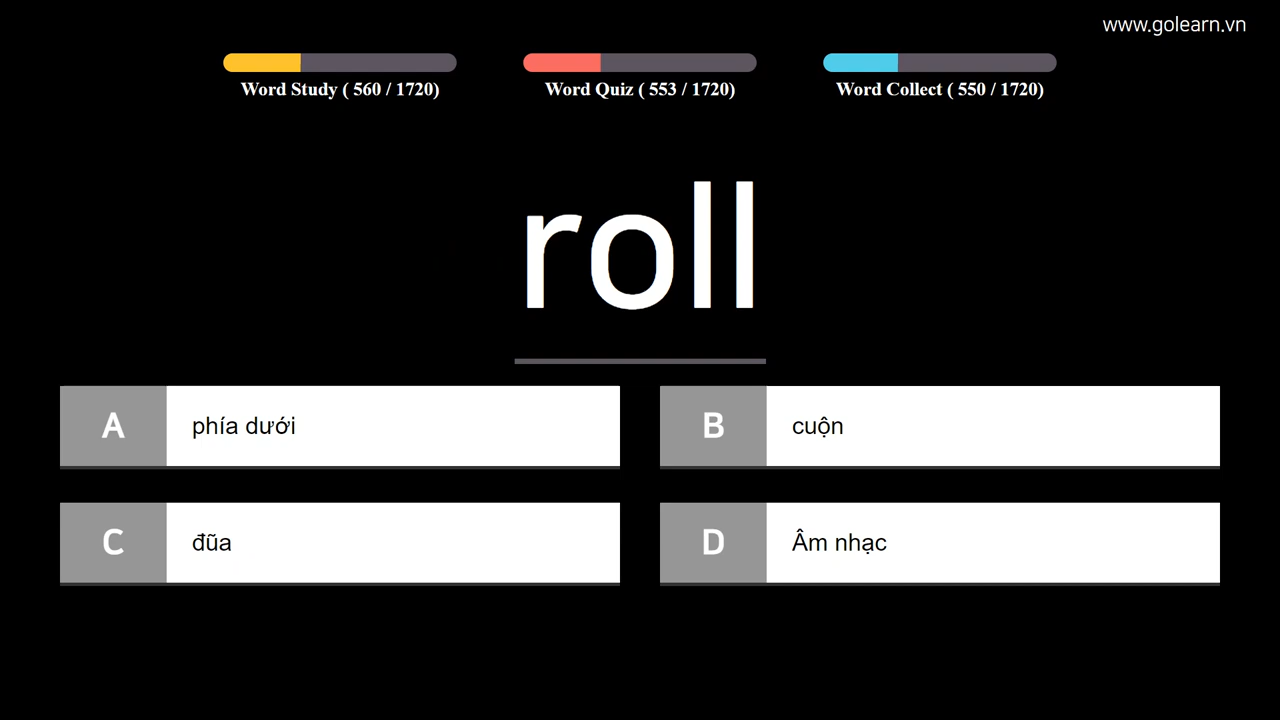 www.golearn.vn
Word Study ( 560 / 1720)
Word Quiz ( 553 / 1720)
Word Collect ( 550 / 1720)
roll
A phía dưới
B cuộn
C đũa
D Âm nhạc